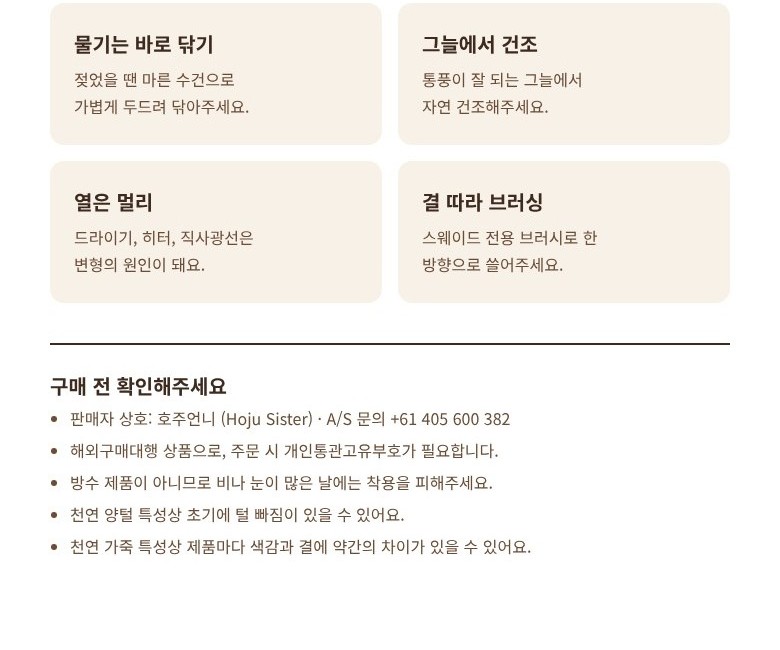 물기는 바로 닦기
젖었을 땐 마른 수건으로
가볍게 두드려 닦아주세요.
그늘에서 건조
통풍이 잘 되는 그늘에서
자연 건조해주세요.
열은 멀리
드라이기, 히터, 직사광선은
변형의 원인이 돼요.
결 따라 브러싱
스웨이드 전용 브러시로 한
방향으로 쓸어주세요.
구매 전 확인해주세요
• 판매자 상호: 호주언니 (Hoju Sister) · A/S 문의 +61 405 600 382
• 해외구매대행 상품으로, 주문 시 개인통관고유부호가 필요합니다.
• 방수 제품이 아니므로 비나 눈이 많은 날에는 착용을 피해주세요.
• 천연 양털 특성상 초기에 털 빠짐이 있을 수 있어요.
• 천연 가죽 특성상 제품마다 색감과 결에 약간의 차이가 있을 수 있어요.